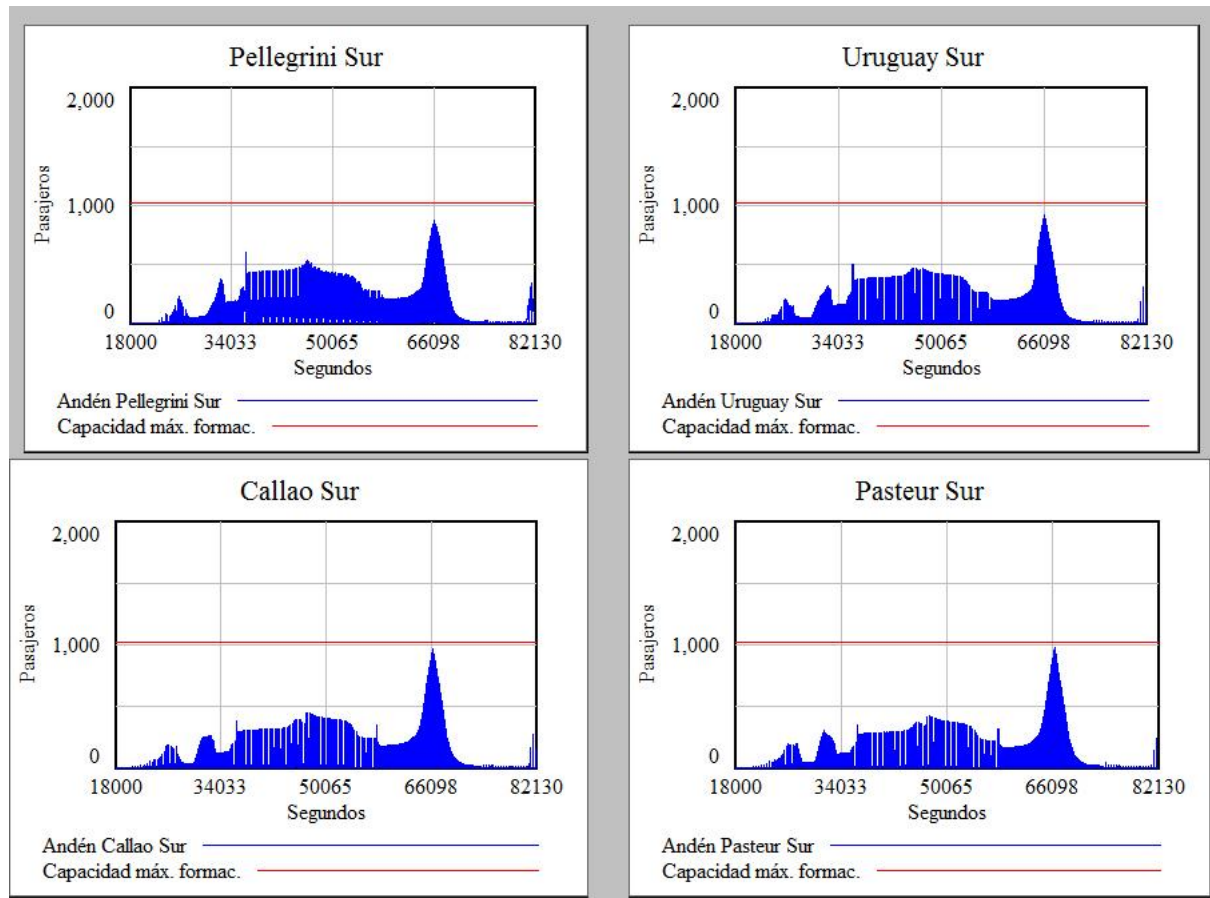 Pellegrini Sur
2,000
1,000
0
Pasajeros
18000 34033 50065 66098 82130
Segundos
Andén Pellegrini Sur
Capacidad máx. formac.
Uruguay Sur
2,000
1,000
0
Pasajeros
18000 34033 50065 66098 82130
Segundos
Andén Uruguay Sur
Capacidad máx. formac.
Callao Sur
2,000
1,000
0
Pasajeros
18000 34033 50065 66098 82130
Segundos
Andén Callao Sur
Capacidad máx. formac.
Pasteur Sur
2,000
1,000
0
Pasajeros
18000 34033 50065 66098 82130
Segundos
Andén Pasteur Sur
Capacidad máx. formac.